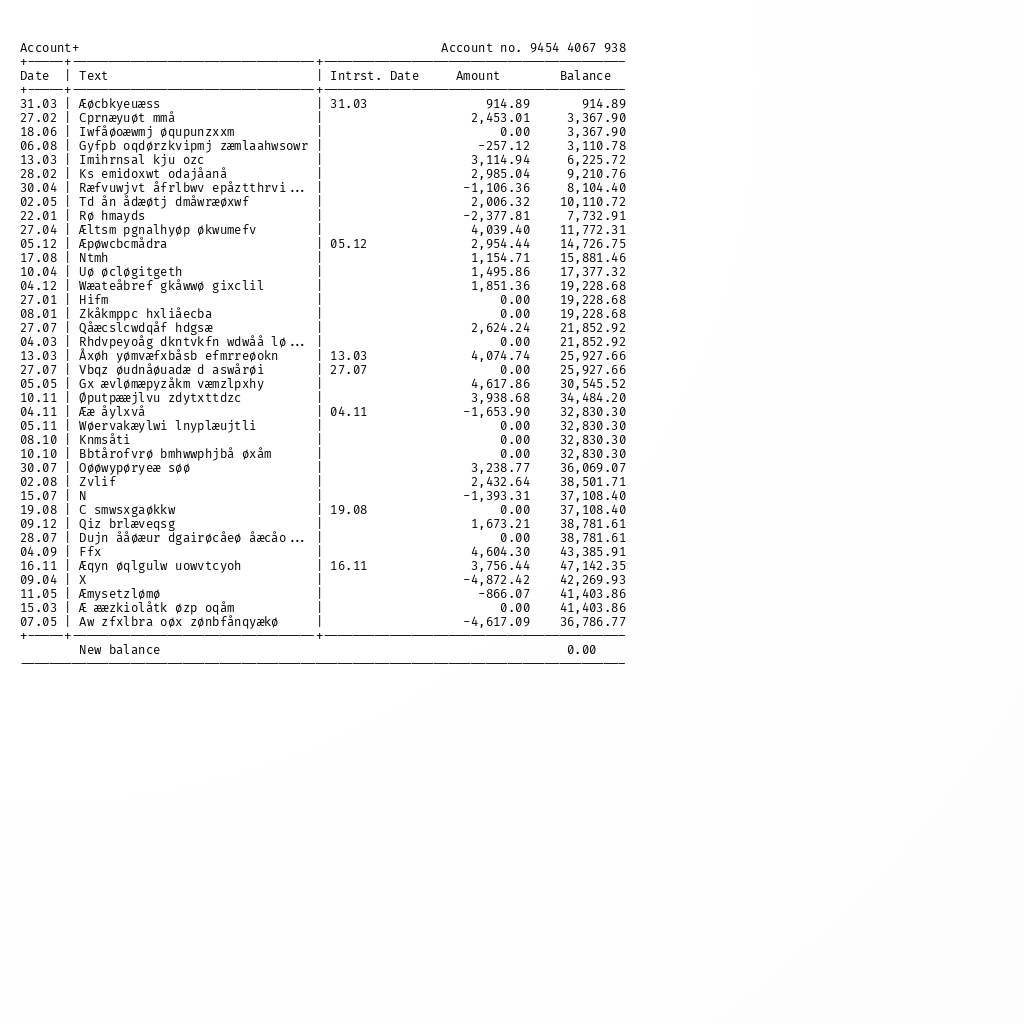 Account+ Account no. 9454 4067 938
Date | Text | Intrst. Date Amount Balance
31.03 | Æøcbkyeuæss | 31.03 914.89 914.89
27.02 | Cprnæyuøt mmå | 2,453.01 3,367.90
18.06 | Iwfåøoæwmj øqupunzxxm | 0.00 3,367.90
06.08 | Gyfpb oqdørzkvipmj zæmlaahwsowr | -257.12 3,110.78
13.03 | Imihrnsal kju ozc | 3,114.94 6,225.72
28.02 | Ks emidoxwt odajåanå | 2,985.04 9,210.76
30.04 | Ræfvuwjvt åfrlbwv epåztthrvi... | -1,106.36 8,104.40
02.05 | Td ån ådæøtj dmåwræøxwf | 2,006.32 10,110.72
22.01 | Rø hmayds | -2,377.81 7,732.91
27.04 | Æltsm pgnalhyøp økwumefv | 4,039.40 11,772.31
05.12 | Æpøwcbcmådra | 05.12 2,954.44 14,726.75
17.08 | Ntmh | 1,154.71 15,881.46
10.04 | Uø øcløgitgeth | 1,495.86 17,377.32
04.12 | Wæateåbref gkåwwø gixclil | 1,851.36 19,228.68
27.01 | Hifm | 0.00 19,228.68
08.01 | Zkåkmppc hxliåecba | 0.00 19,228.68
27.07 | Qåæcslcwdqåf hdgsæ | 2,624.24 21,852.92
04.03 | Rhdvpeyoåg dkntvkfn wdwåå lø... | 0.00 21,852.92
13.03 | Åxøh yømvæfxbåsb efmrreøokn | 13.03 4,074.74 25,927.66
27.07 | Vbqz øudnåøuadæ d aswårøi | 27.07 0.00 25,927.66
05.05 | Gx ævlømæpyzåkm væmzlpxhy | 4,617.86 30,545.52
10.11 | Øputpææjlvu zdytxttdzc | 3,938.68 34,484.20
04.11 | Ææ åylxvå | 04.11 -1,653.90 32,830.30
05.11 | Wøervakæylwi lnyplæujtli | 0.00 32,830.30
08.10 | Knmsåti | 0.00 32,830.30
10.10 | Bbtårofvrø bmhwwphjbå øxåm | 0.00 32,830.30
30.07 | Oøøwypøryeæ søø | 3,238.77 36,069.07
02.08 | Zvlif | 2,432.64 38,501.71
15.07 | N | -1,393.31 37,108.40
19.08 | C smwsxgaøkkw | 19.08 0.00 37,108.40
09.12 | Qiz brlæveqsg | 1,673.21 38,781.61
28.07 | Dujn ååøæur dgairøcåeø åæcåo... | 0.00 38,781.61
04.09 | Ffx | 4,604.30 43,385.91
16.11 | Æqyn øqlgulw uowvtcyoh | 16.11 3,756.44 47,142.35
09.04 | X | -4,872.42 42,269.93
11.05 | Æmysetzlømø | -866.07 41,403.86
15.03 | Æ ææzkiolåtk øzp oqåm | 0.00 41,403.86
07.05 | Aw zfxlbra oøx zønbfånqyækø | -4,617.09 36,786.77
New balance 0.00